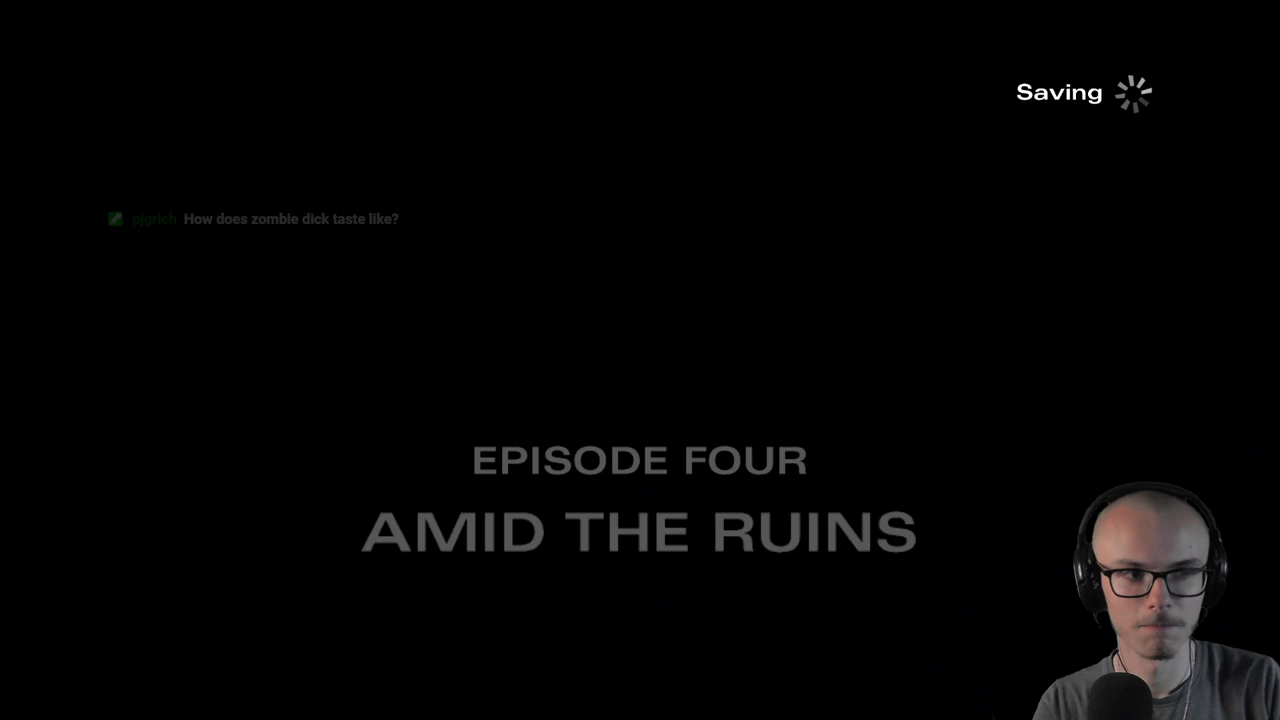 Saving
pjgrich How does zombie dick taste like?
EPISODE FOUR
AMID THE RUINS